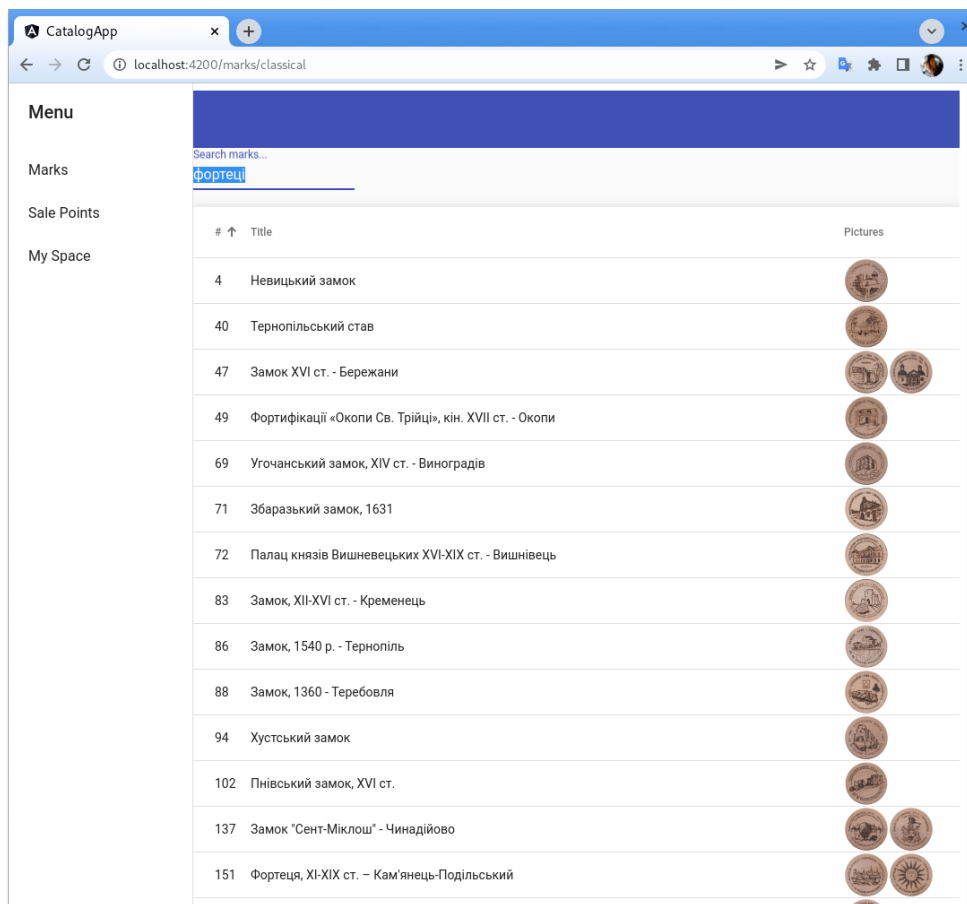 CatalogApp
localhost:4200/marks/classical
Menu
Marks
Sale Points
My Space
Search marks...
фортеці
# Title Pictures
4 Невицький замок
40 Тернопільський став
47 Замок XVI ст. - Бережани
49 Фортифікації «Окопи Св. Трійці», кін. XVII ст. - Окопи
69 Угочанський замок, XIV ст. - Виноградів
71 Збаразький замок, 1631
72 Палац князів Вишневецьких XVI-XIX ст. - Вишнівець
83 Замок, XII-XVI ст. - Кременець
86 Замок, 1540 р. - Тернопіль
88 Замок, 1360 - Теребовля
94 Хустський замок
102 Пнівський замок, XVI ст.
137 Замок "Сент-Міклош" - Чинадійово
151 Фортеця, XI-XIX ст. – Кам'янець-Подільський